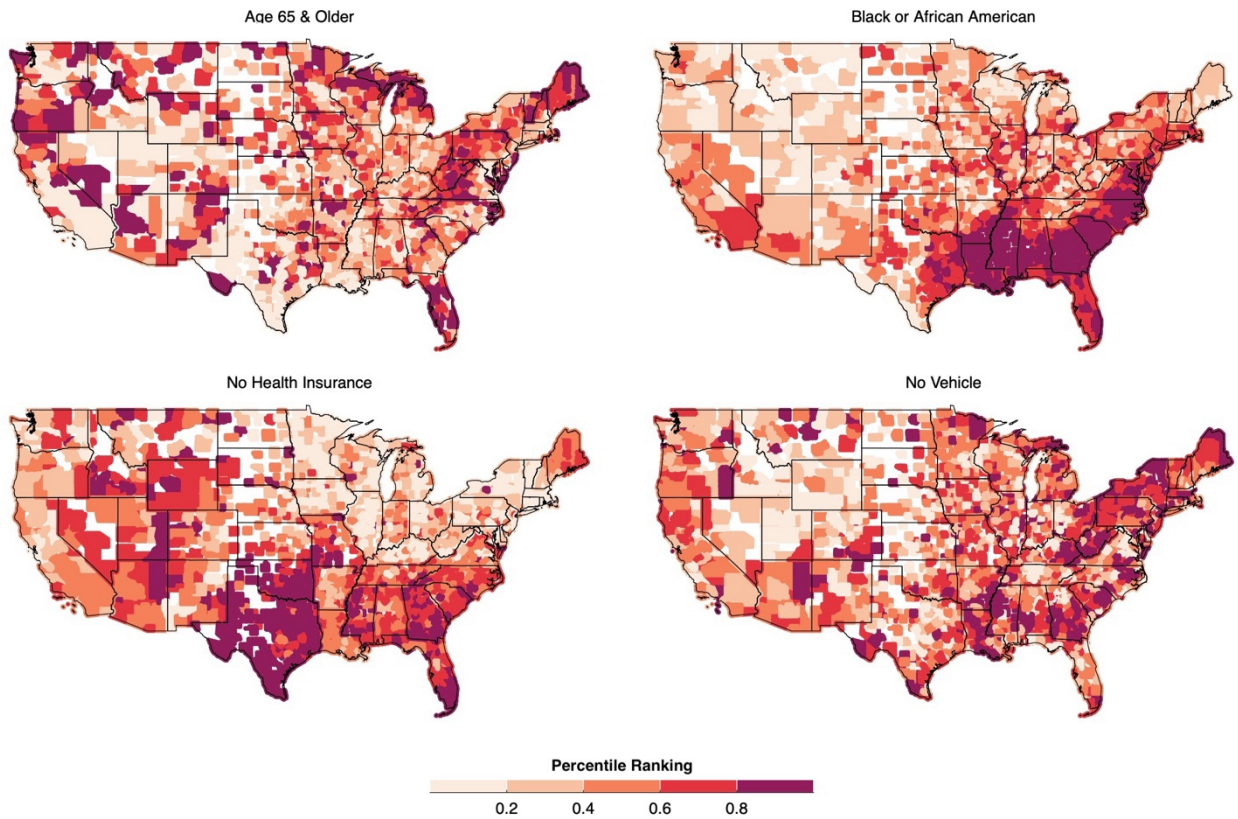 Age 65 & Older
Black or African American
No Health Insurance
No Vehicle
Percentile Ranking
0.2 0.4 0.6 0.8